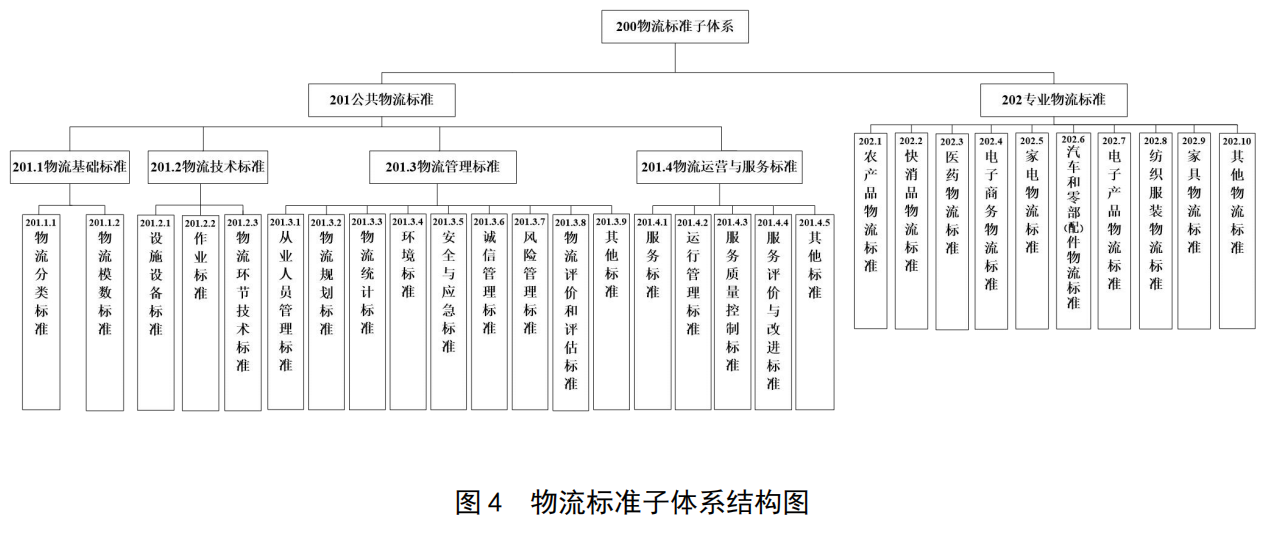 200物流标准子体系
201公共物流标准
202专业物流标准
201.1物流基础标准
201.2物流技术标准
201.3物流管理标准
201.4物流运营与服务标准
201.1.1
物流分类标准
201.1.2
物流模数标准
201.2.1
设施设备标准
201.2.2
作业标准
201.2.3
物流环节技术标准
201.3.1
从业人员管理标准
201.3.2
物流规划标准
201.3.3
物流统计标准
201.3.4
环境标准
201.3.5
安全与应急标准
201.3.6
诚信管理标准
201.3.7
风险管理标准
201.3.8
物流评价和评估标准
201.3.9
其他标准
201.4.1
服务标准
201.4.2
运行管理标准
201.4.3
服务质量控制标准
201.4.4
服务评价与改进标准
201.4.5
其他标准
202.1
农产品物流标准
202.2
快消品物流标准
202.3
医药物流标准
202.4
电子商务物流标准
202.5
家电物流标准
202.6
汽车和零部(配)件物流标准
202.7
电子产品物流标准
202.8
纺织服装物流标准
202.9
家具物流标准
202.10
其他物流标准
图 4 物流标准子体系结构图